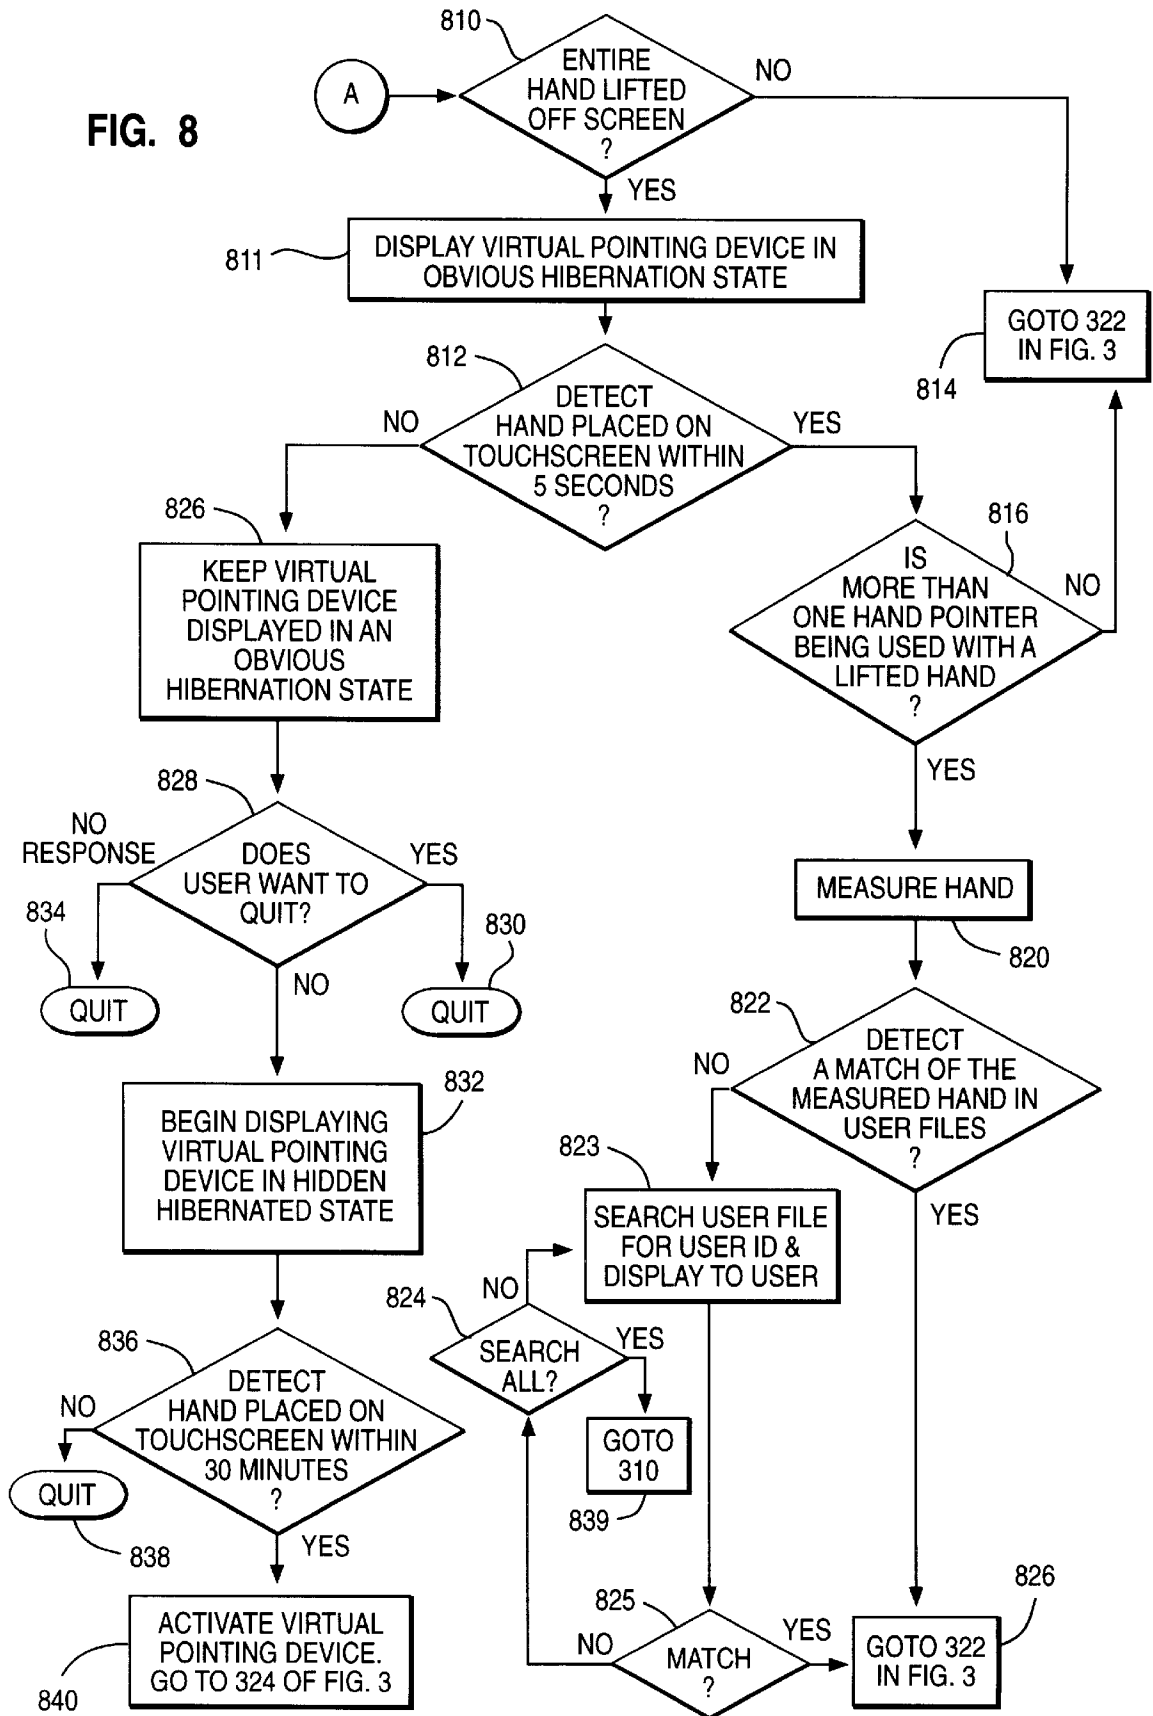 810
ENTIRE
HAND LIFTED
OFF SCREEN
?
NO
A
FIG. 8
YES
811
DISPLAY VIRTUAL POINTING DEVICE IN
OBVIOUS HIBERNATION STATE
GOTO 322
IN FIG. 3
814
812
DETECT
HAND PLACED ON
TOUCHSCREEN WITHIN
5 SECONDS
?
NO
YES
826
KEEP VIRTUAL
POINTING DEVICE
DISPLAYED IN AN
OBVIOUS
HIBERNATION STATE
816
IS
MORE THAN
ONE HAND POINTER
BEING USED WITH A
LIFTED HAND
?
NO
YES
828
NO
RESPONSE
DOES
USER WANT TO
QUIT?
YES
834
QUIT
NO
830
QUIT
MEASURE HAND
820
822
DETECT
A MATCH OF THE
MEASURED HAND IN
USER FILES
?
NO
YES
832
BEGIN DISPLAYING
VIRTUAL POINTING
DEVICE IN HIDDEN
HIBERNATED STATE
823
SEARCH USER FILE
FOR USER ID &
DISPLAY TO USER
824
NO
SEARCH
ALL?
YES
GOTO
310
839
836
DETECT
HAND PLACED ON
TOUCHSCREEN WITHIN
30 MINUTES
?
NO
QUIT
838
YES
ACTIVATE VIRTUAL
POINTING DEVICE.
GO TO 324 OF FIG. 3
840
825
MATCH
?
NO
YES
826
GOTO 322
IN FIG. 3